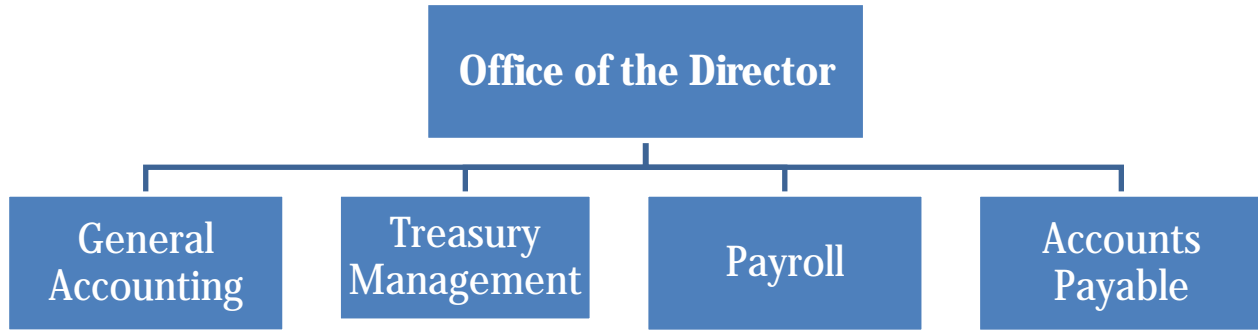 Office of the Director
General
Accounting
Treasury
Management
Payroll
Accounts
Payable